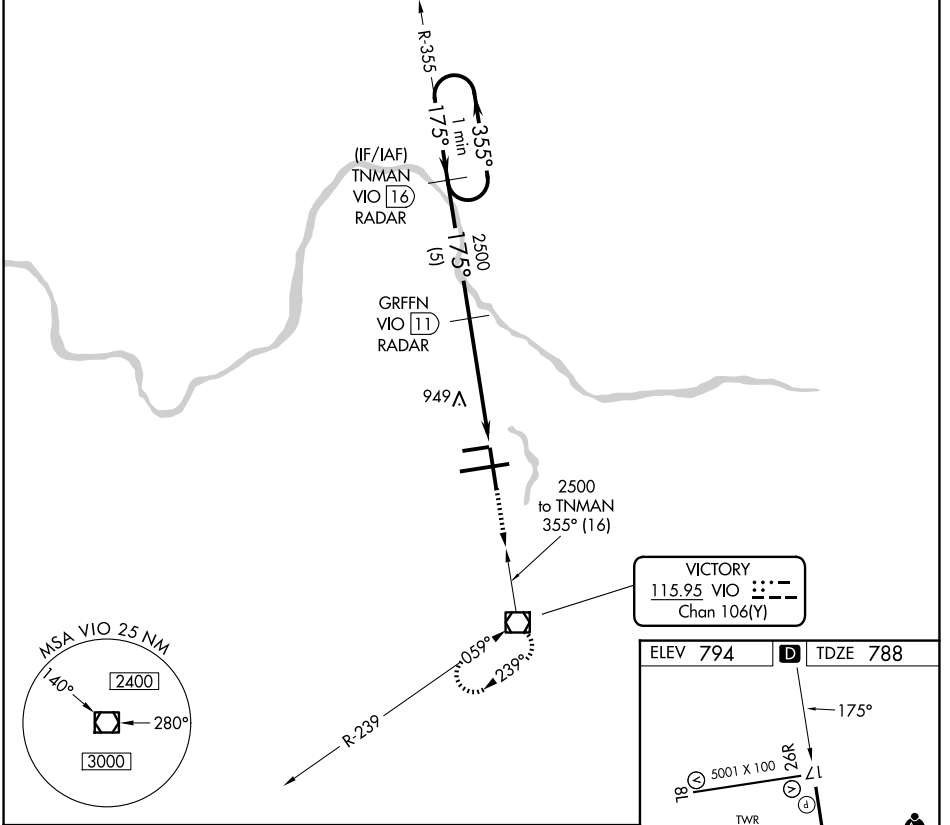 R-355
175°
1 min
355°
(IF/IAF)
TNMAN
VIO 16
RADAR
2500
175°
(5)
GRFFN
VIO 11
RADAR
949
2500
to TNMAN
355° (16)
VICTORY
115.95 VIO
Chan 106(Y)
059°
239°
R-239
MSA VIO 25 NM
140°
2400
280°
3000
ELEV 794 D TDZE 788
175°
8L
5001 X 100
26R
17
A
A
P
TWR